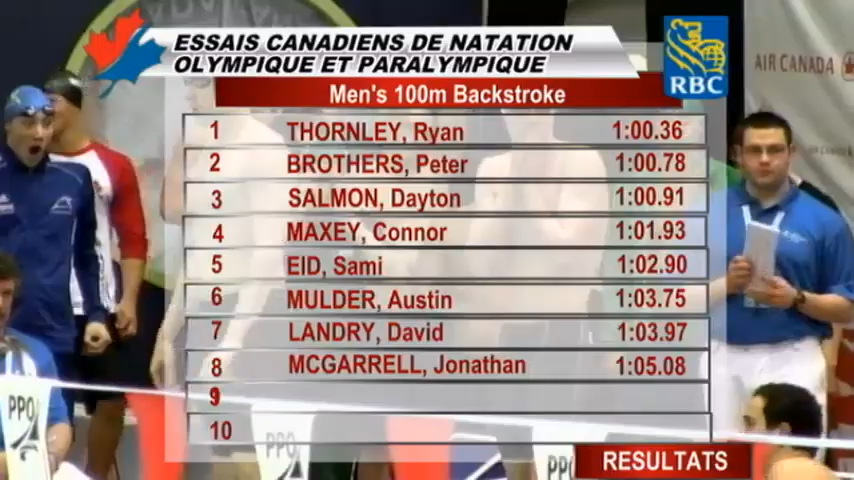 ESSAIS CANADIENS DE NATATION
OLYMPIQUE ET PARALYMPIQUE
RBC
AIR CANADA
Men's 100m Backstroke
1 THORNLEY, Ryan 1:00.36
2 BROTHERS, Peter 1:00.78
3 SALMON, Dayton 1:00.91
4 MAXEY, Connor 1:01.93
5 EID, Sami 1:02.90
6 MULDER, Austin 1:03.75
7 LANDRY, David 1:03.97
8 MCGARRELL, Jonathan 1:05.08
9
10
PPO
PPO
PPO
RESULTATS